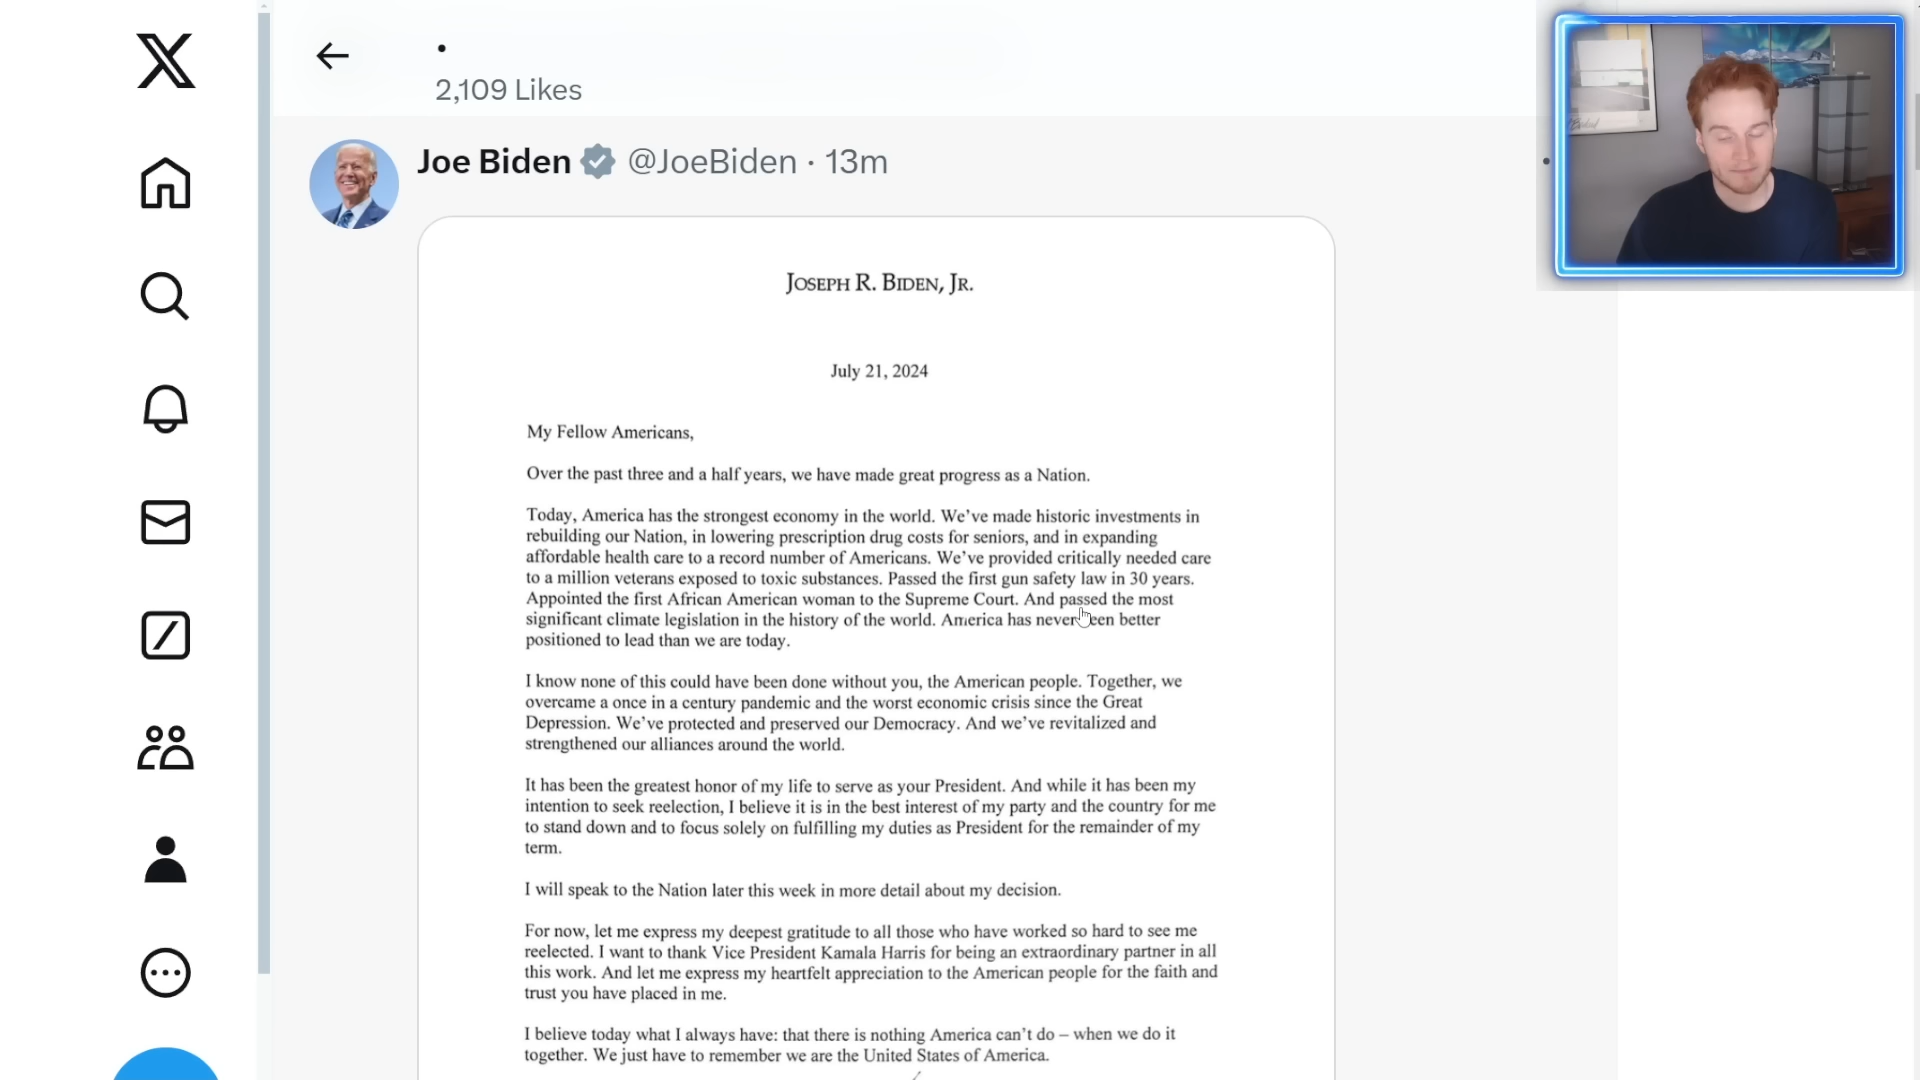 2,109 Likes
Joe Biden @JoeBiden · 13m
JOSEPH R. BIDEN, JR.
July 21, 2024
My Fellow Americans,
Over the past three and a half years, we have made great progress as a Nation.
Today, America has the strongest economy in the world. We've made historic investments in
rebuilding our Nation, in lowering prescription drug costs for seniors, and in expanding
affordable health care to a record number of Americans. We've provided critically needed care
to a million veterans exposed to toxic substances. Passed the first gun safety law in 30 years.
Appointed the first African American woman to the Supreme Court. And passed the most
significant climate legislation in the history of the world. America has never been better
positioned to lead than we are today.
I know none of this could have been done without you, the American people. Together, we
overcame a once in a century pandemic and the worst economic crisis since the Great
Depression. We've protected and preserved our Democracy. And we've revitalized and
strengthened our alliances around the world.
It has been the greatest honor of my life to serve as your President. And while it has been my
intention to seek reelection, I believe it is in the best interest of my party and the country for me
to stand down and to focus solely on fulfilling my duties as President for the remainder of my
term.
I will speak to the Nation later this week in more detail about my decision.
For now, let me express my deepest gratitude to all those who have worked so hard to see me
reelected. I want to thank Vice President Kamala Harris for being an extraordinary partner in all
this work. And let me express my heartfelt appreciation to the American people for the faith and
trust you have placed in me.
I believe today what I always have: that there is nothing America can't do – when we do it
together. We just have to remember we are the United States of America.